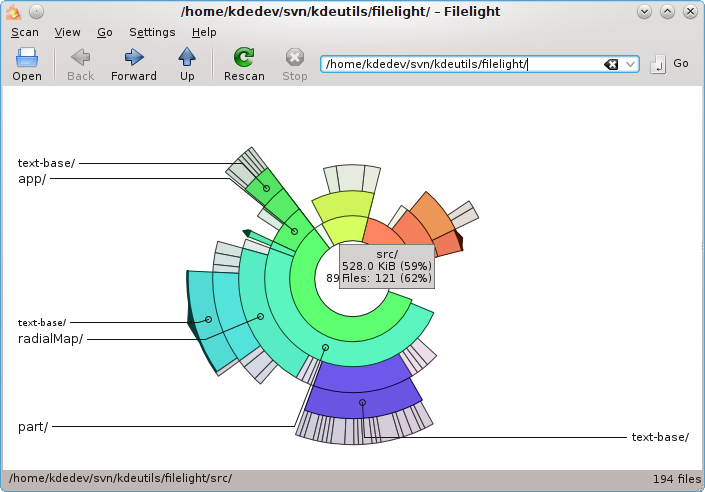 /home/kdedev/svn/kdeutils/filelight/ – Filelight
Scan View Go Settings Help
Open Back Forward Up Rescan Stop /home/kdedev/svn/kdeutils/filelight/ Go
text-base/
app/
src/
528.0 KiB (59%)
89 Files: 121 (62%)
text-base/
radialMap/
part/
text-base/
/home/kdedev/svn/kdeutils/filelight/src/ 194 files